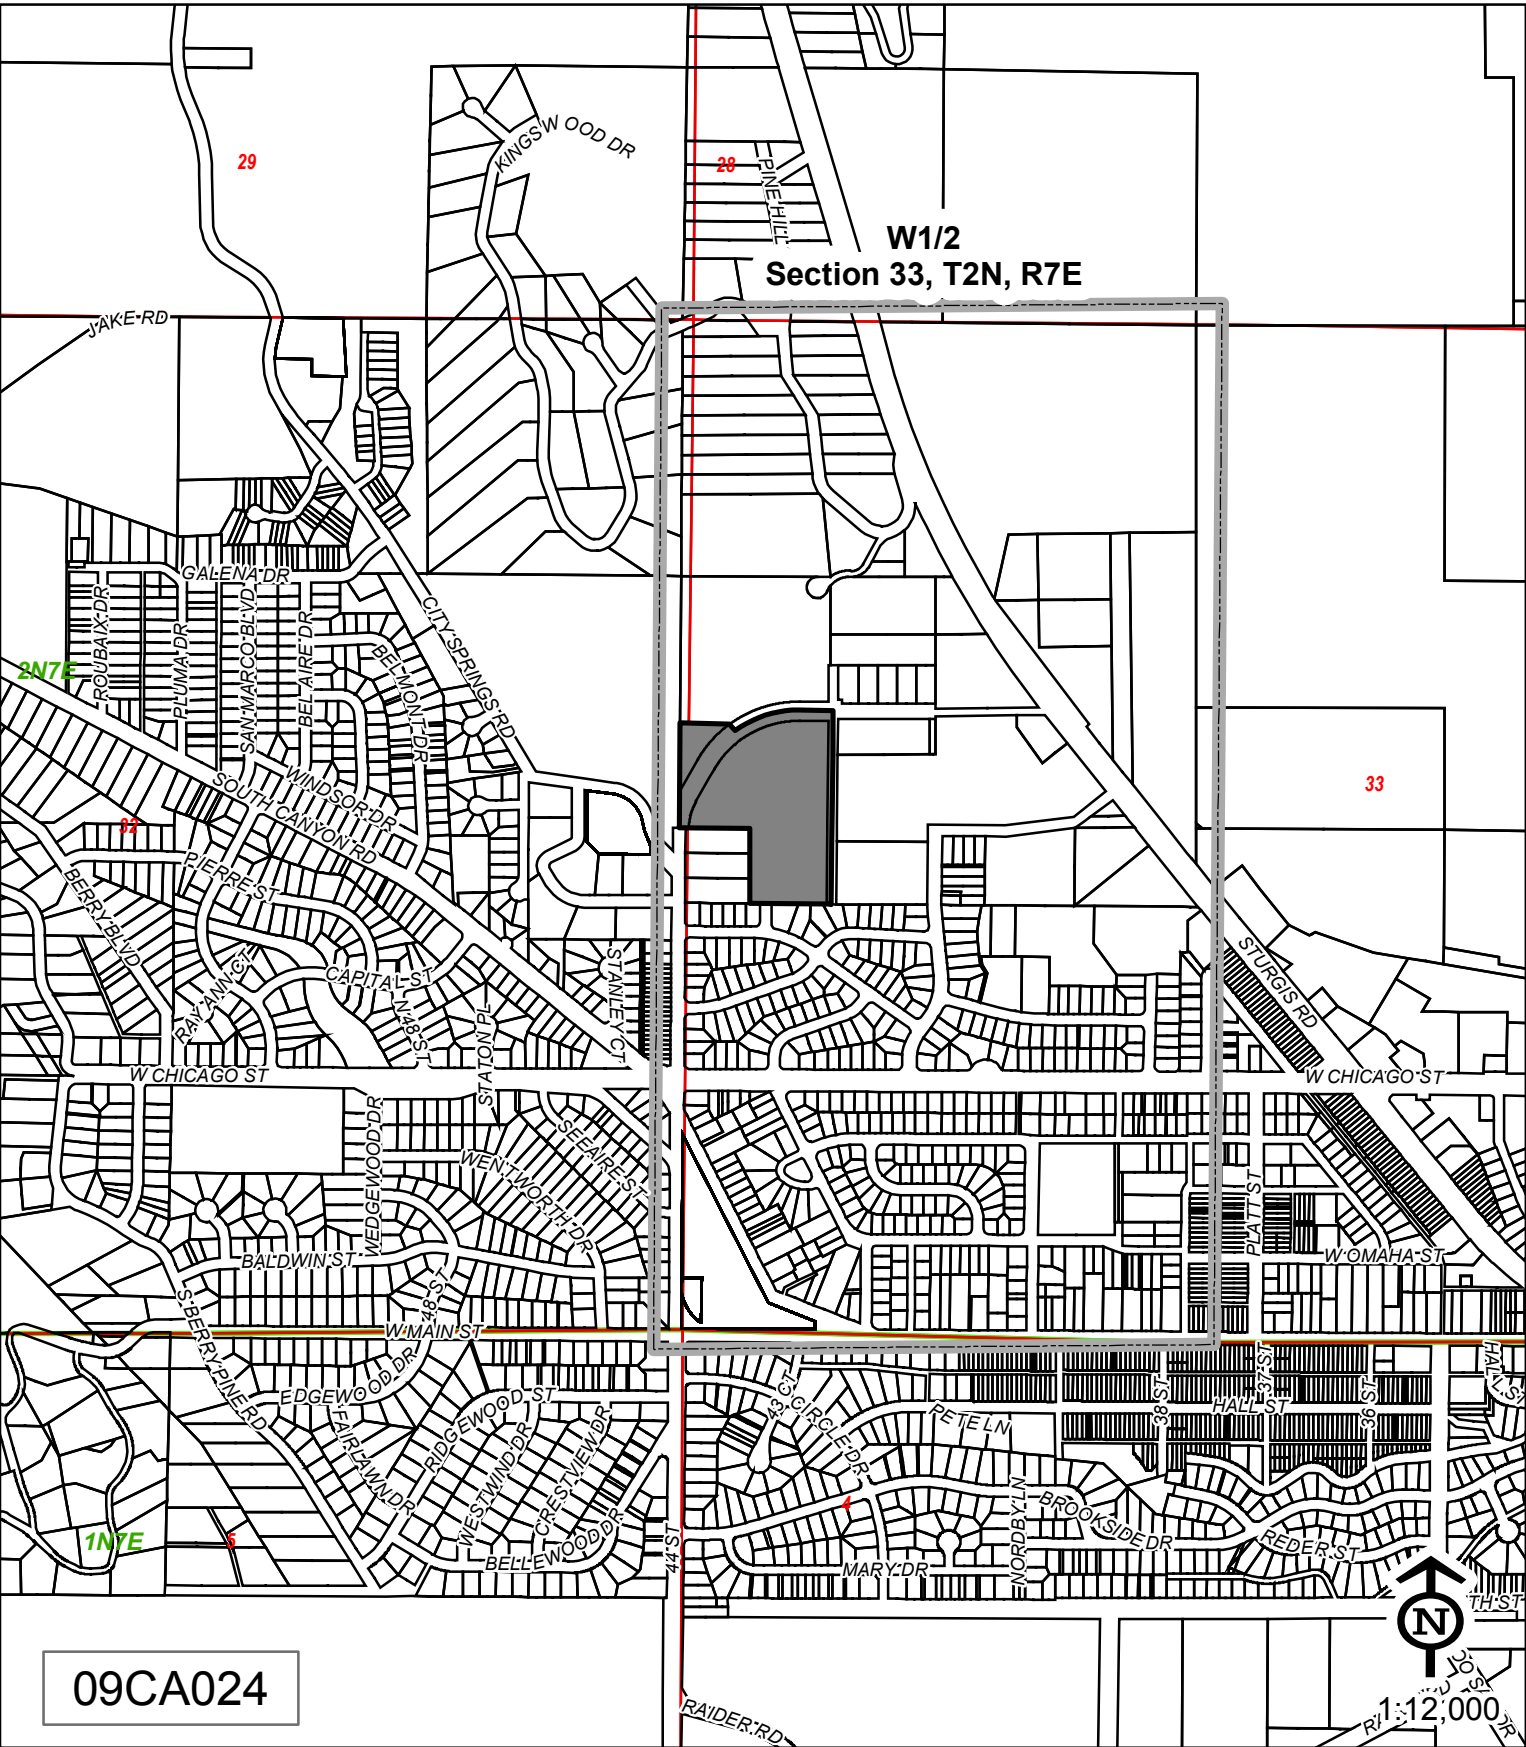 KINGSWOOD DR
29
28
PINE HILL
W1/2
Section 33, T2N, R7E
JAKE RD
GALENA DR
ROUBAIX DR
PLUMA DR
SAN MARCO BLVD
BEL AIRE DR
BELMONT DR
CITY SPRINGS RD
2N7E
WINDSOR DR
SOUTH CANYON RD
33
32
PIERRE ST
BERRY BLVD
RAY ANN CT
CAPITAL ST
N 48 ST
STATON PL
STANLEY CT
STURGIS RD
W CHICAGO ST
W CHICAGO ST
WEDGEWOOD DR
SEEAIRE ST
WENTWORTH DR
PLATT ST
BALDWIN ST
W OMAHA ST
48 ST
S BERRY PINE RD
W MAIN ST
EDGEWOOD DR
FAIRLAWN DR
RIDGEWOOD ST
WESTWIND DR
CRESTVIEW DR
BELLEWOOD DR
43 CT
CIRCLE DR
PETE LN
38 ST
HALL ST
37 ST
36 ST
HALL ST
4
NORDBY LN
BROOKSIDE DR
REDER ST
1N7E
5
44 ST
MARY DR
TH ST
N
09CA024
RAIDER RD
1:12,000